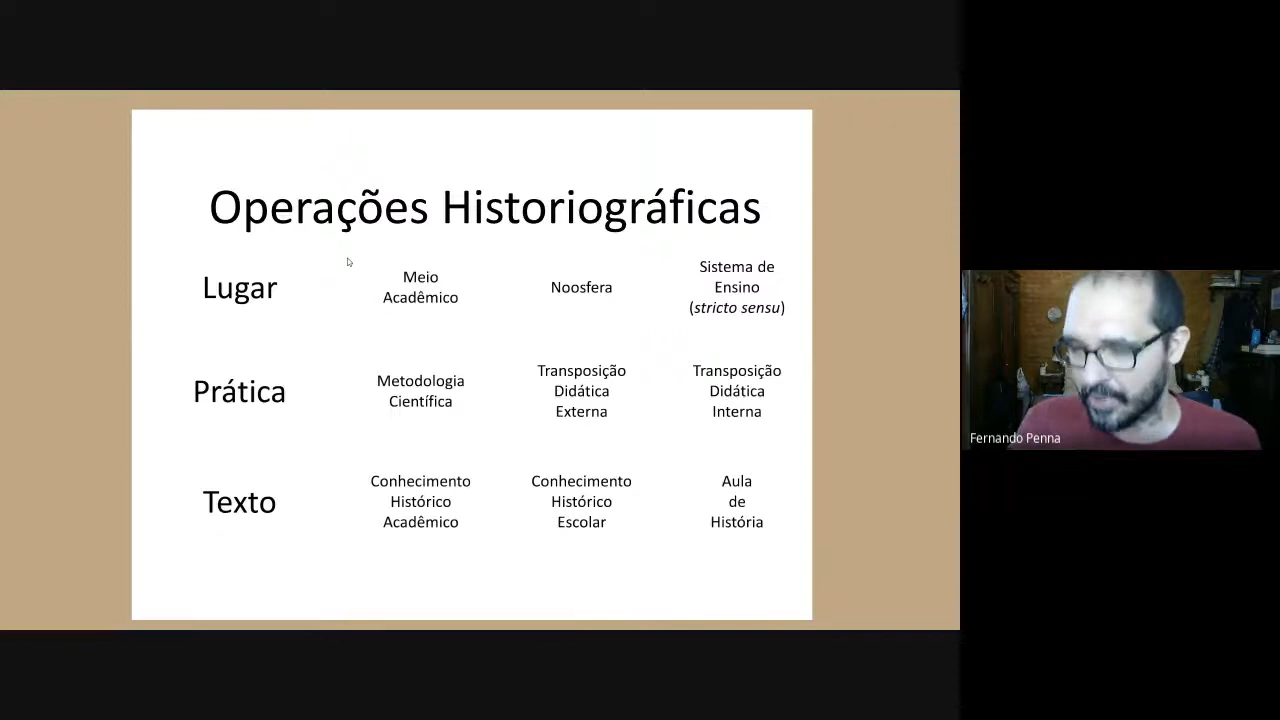 Operações Historiográficas
Lugar
Meio
Acadêmico
Noosfera
Sistema de
Ensino
(stricto sensu)
Prática
Metodologia
Científica
Transposição
Didática
Externa
Transposição
Didática
Interna
Texto
Conhecimento
Histórico
Acadêmico
Conhecimento
Histórico
Escolar
Aula
de
História
Fernando Penna